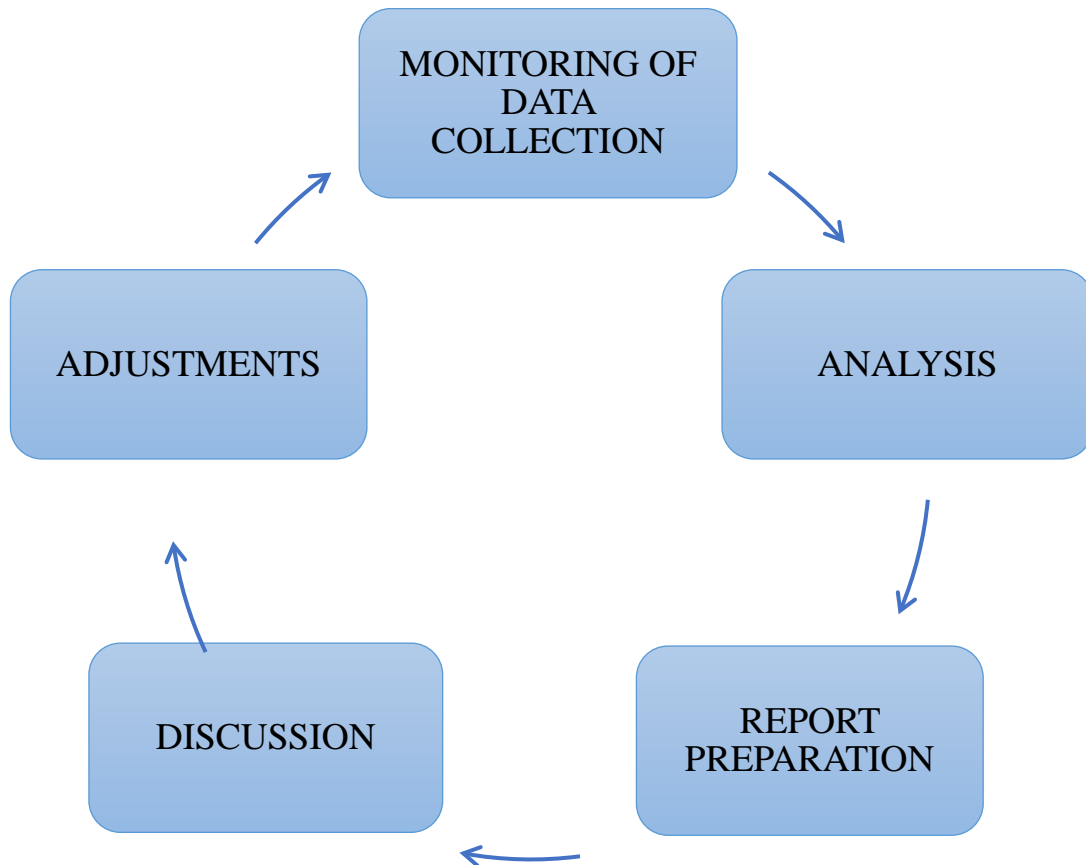 MONITORING OF
DATA
COLLECTION
ANALYSIS
REPORT
PREPARATION
DISCUSSION
ADJUSTMENTS